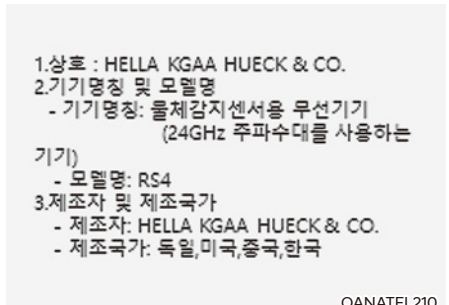 1.상호 : HELLA KGAA HUECK & CO.
2.기기명칭 및 모델명
- 기기명칭: 물체감지센서용 무선기기
(24GHz 주파수대를 사용하는
기기)
- 모델명: RS4
3.제조자 및 제조국가
- 제조자: HELLA KGAA HUECK & CO.
- 제조국가: 독일,미국,중국,한국
OANATEL210